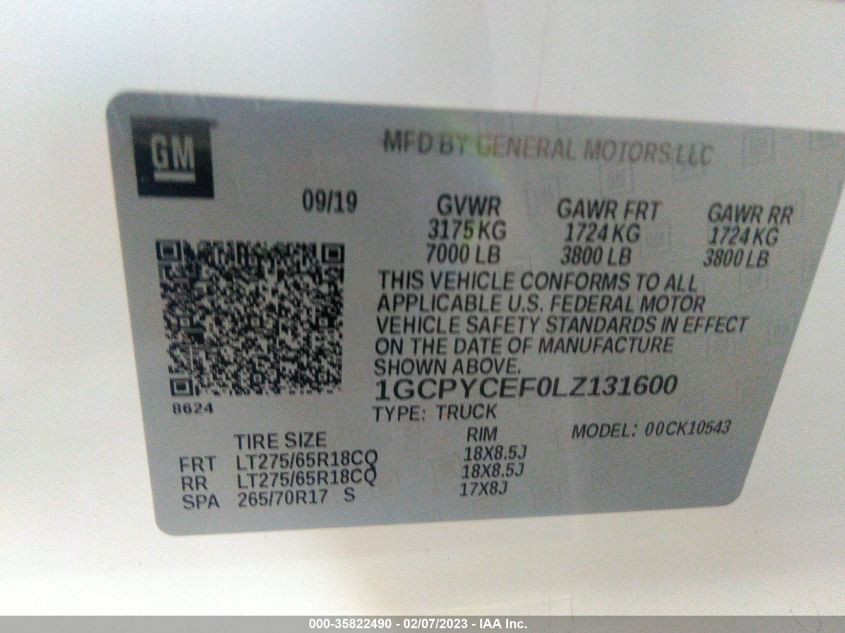 GM
MFD BY GENERAL MOTORS LLC
09/19
GVWR GAWR FRT GAWR RR
3175 KG 1724 KG 1724 KG
7000 LB 3800 LB 3800 LB
THIS VEHICLE CONFORMS TO ALL
APPLICABLE U.S. FEDERAL MOTOR
VEHICLE SAFETY STANDARDS IN EFFECT
ON THE DATE OF MANUFACTURE
SHOWN ABOVE.
1GCPYCEF0LZ131600
8624
TYPE: TRUCK
MODEL: 00CK10543
TIRE SIZE RIM
FRT LT275/65R18CQ 18X8.5J
RR LT275/65R18CQ 18X8.5J
SPA 265/70R17 S 17X8J
000-35822490 - 02/07/2023 - IAA Inc.